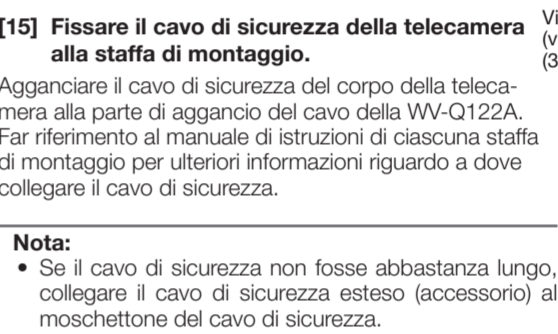 [15] Fissare il cavo di sicurezza della telecamera
alla staffa di montaggio.
Agganciare il cavo di sicurezza del corpo della teleca-
mera alla parte di aggancio del cavo della WV-Q122A.
Far riferimento al manuale di istruzioni di ciascuna staffa
di montaggio per ulteriori informazioni riguardo a dove
collegare il cavo di sicurezza.
Nota:
• Se il cavo di sicurezza non fosse abbastanza lungo,
collegare il cavo di sicurezza esteso (accessorio) al
moschettone del cavo di sicurezza.
Vi
(v
(3